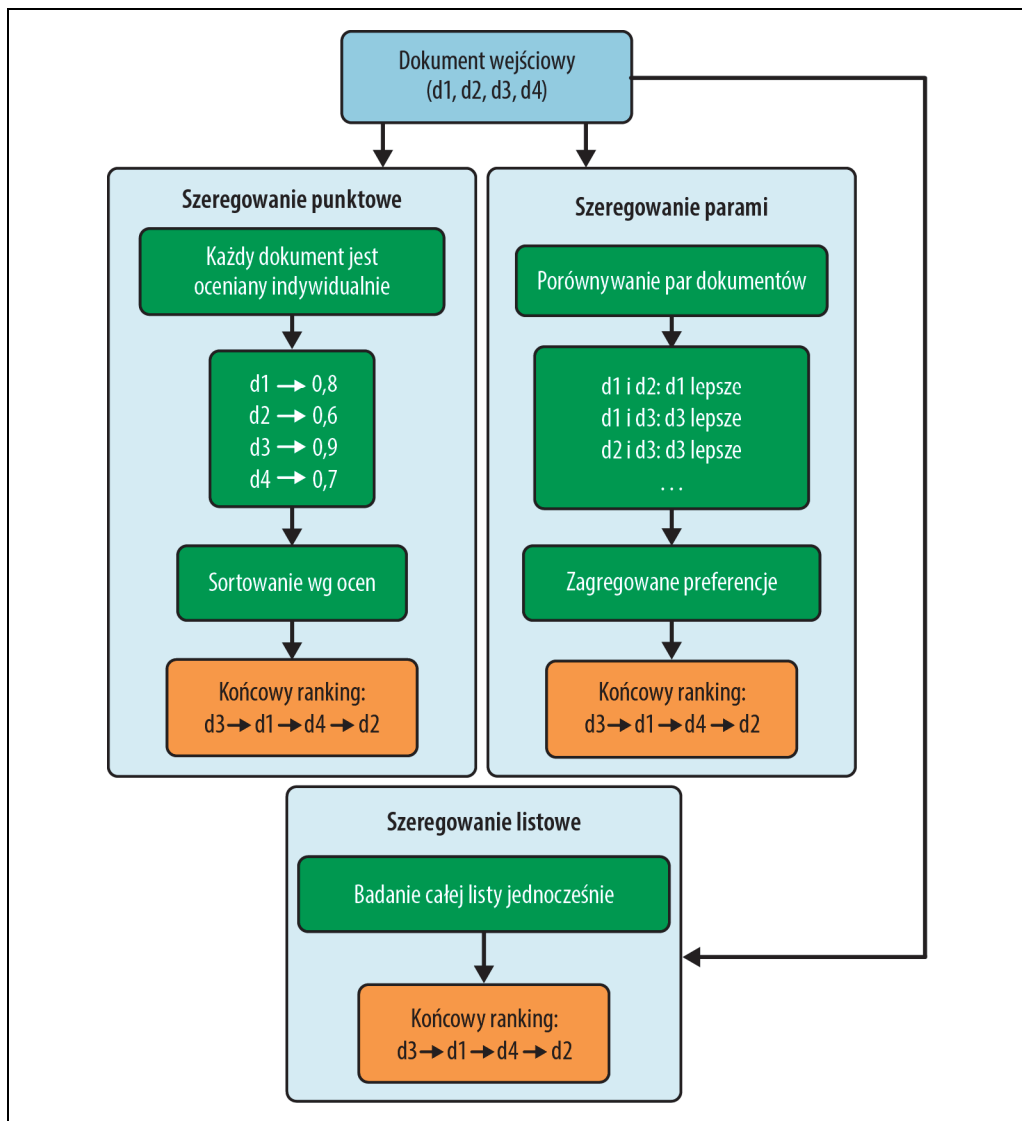 Dokument wejściowy
(d1, d2, d3, d4)
Szeregowanie punktowe
Każdy dokument jest
oceniany indywidualnie
d1 → 0,8
d2 → 0,6
d3 → 0,9
d4 → 0,7
Sortowanie wg ocen
Końcowy ranking:
d3→d1→d4→d2
Szeregowanie parami
Porównywanie par dokumentów
d1 i d2: d1 lepsze
d1 i d3: d3 lepsze
d2 i d3: d3 lepsze
...
Zagregowane preferencje
Końcowy ranking:
d3→d1→d4→d2
Szeregowanie listowe
Badanie całej listy jednocześnie
Końcowy ranking:
d3→d1→d4→d2